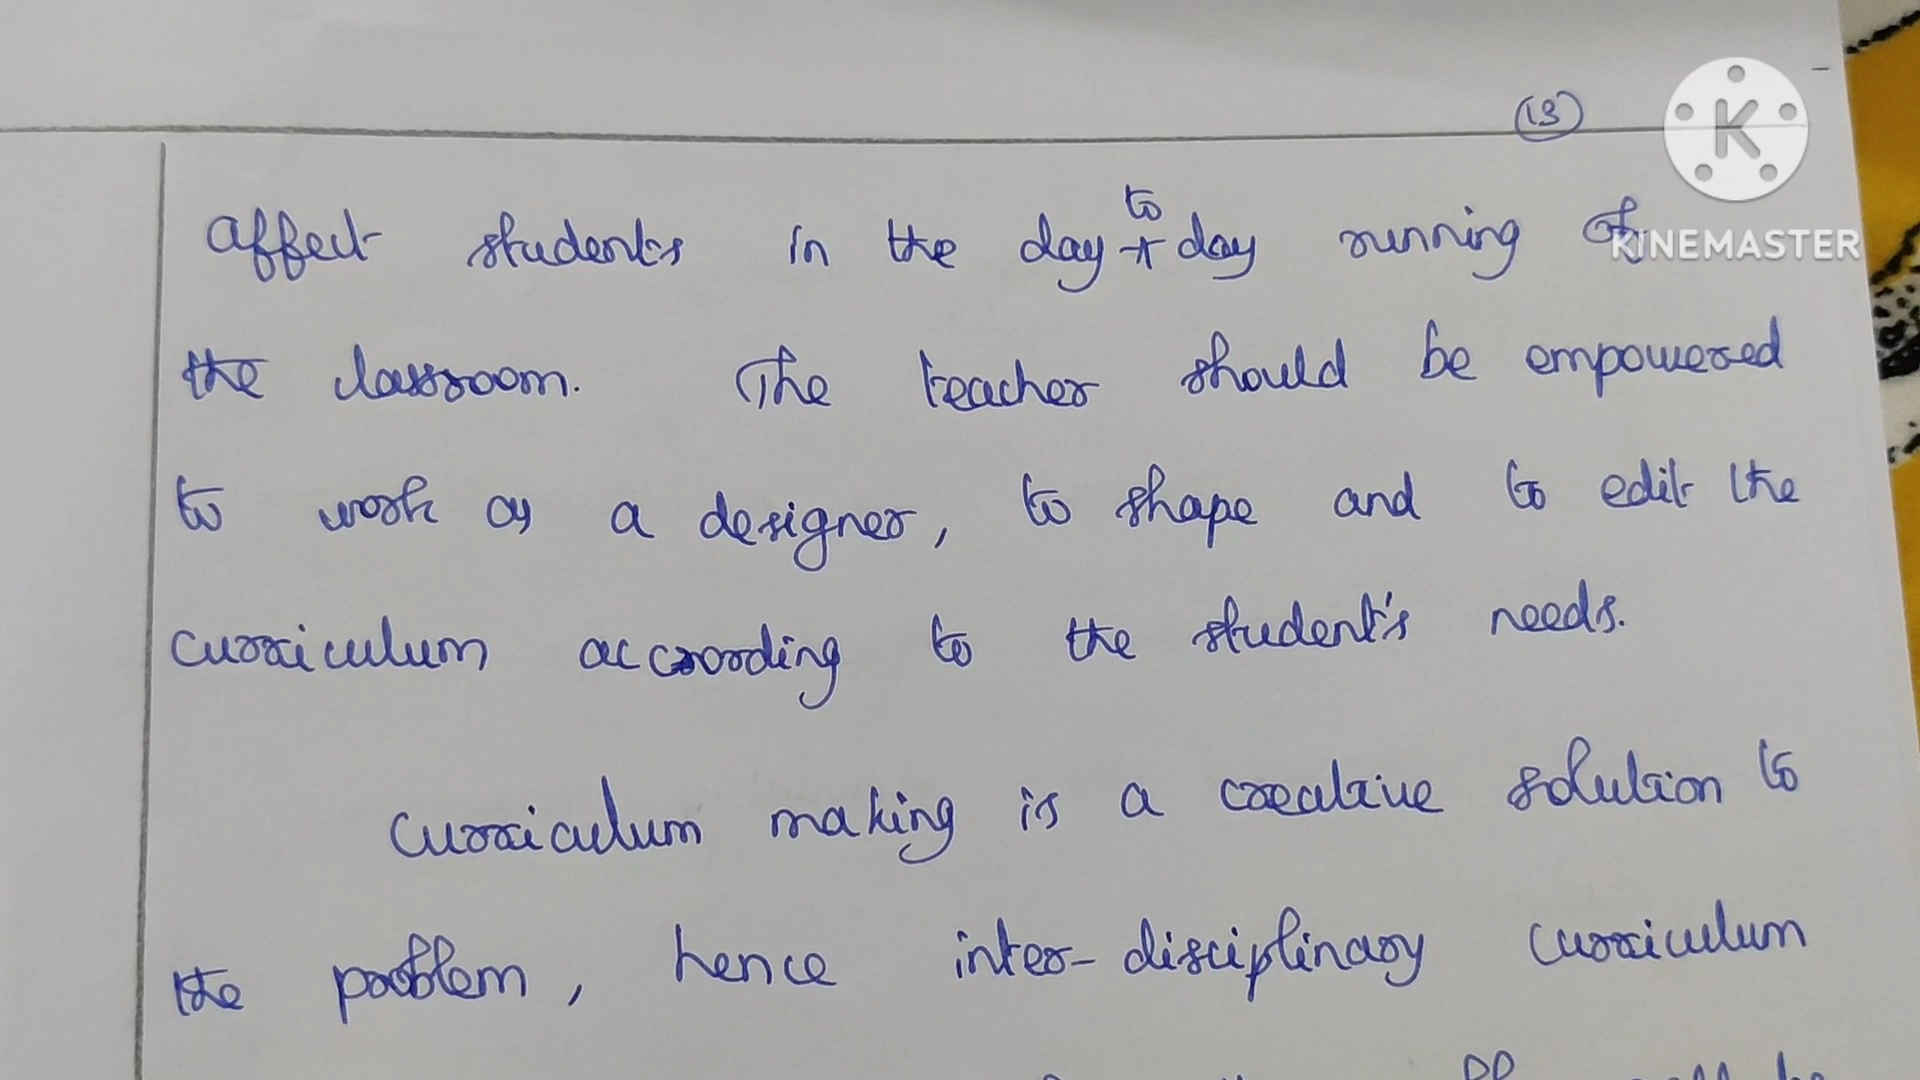 (13)
K
KINEMASTER
affect students in the day to day running of
the classroom. The teacher should be empowered
to work as a designer, to shape and to edit the
curriculum according to the student's needs.
curriculum making is a creative solution to
the problem, hence inter-disciplinary curriculum